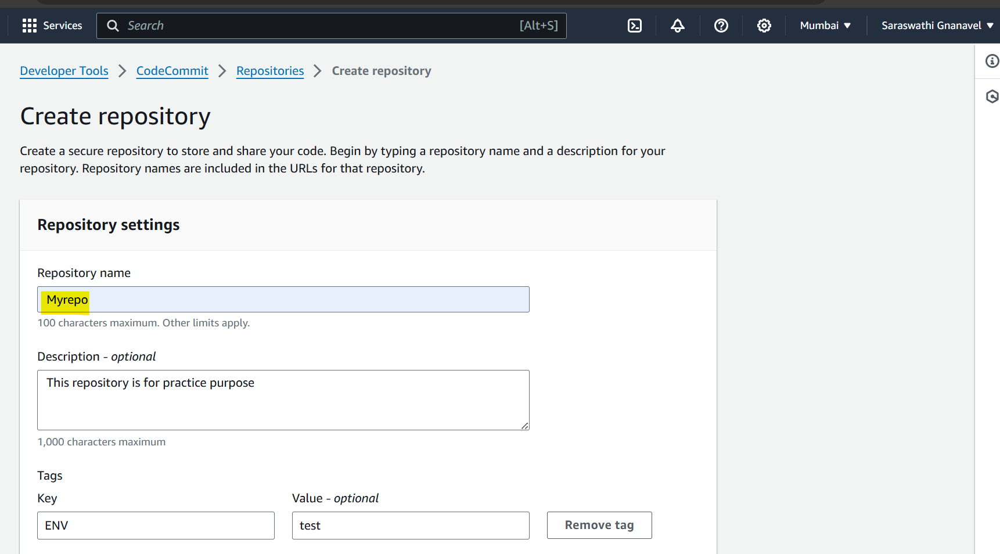 Services
Search [Alt+S]
Mumbai ▼
Saraswathi Gnanavel ▼
Developer Tools > CodeCommit > Repositories > Create repository
Create repository
Create a secure repository to store and share your code. Begin by typing a repository name and a description for your
repository. Repository names are included in the URLs for that repository.
Repository settings
Repository name
Myrepo
100 characters maximum. Other limits apply.
Description - optional
This repository is for practice purpose
1,000 characters maximum
Tags
Key Value - optional
ENV test Remove tag